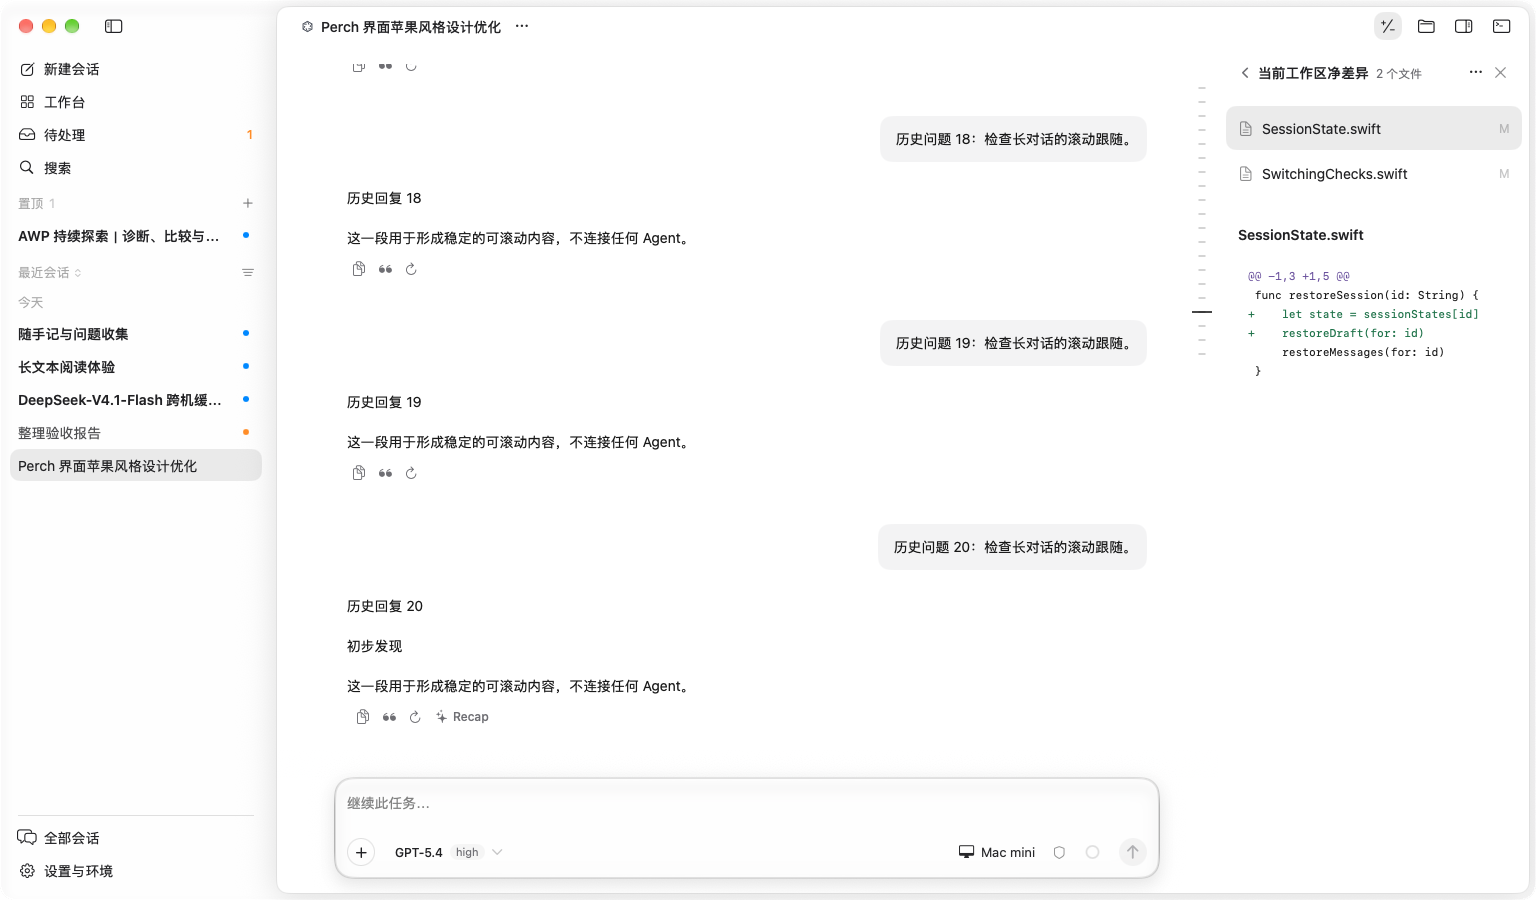 Perch 界面苹果风格设计优化
新建会话
工作台
待处理 1
搜索
置顶 1
AWP 持续探索 | 诊断、比较与...
最近会话
今天
随手记与问题收集
长文本阅读体验
DeepSeek-V4.1-Flash 跨机缓...
整理验收报告
Perch 界面苹果风格设计优化
全部会话
设置与环境
历史问题 18：检查长对话的滚动跟随。
历史回复 18
这一段用于形成稳定的可滚动内容，不连接任何 Agent。
历史问题 19：检查长对话的滚动跟随。
历史回复 19
这一段用于形成稳定的可滚动内容，不连接任何 Agent。
历史问题 20：检查长对话的滚动跟随。
历史回复 20
初步发现
这一段用于形成稳定的可滚动内容，不连接任何 Agent。
Recap
继续此任务...
GPT-5.4 high Mac mini
当前工作区净差异 2 个文件
SessionState.swift M
SwitchingChecks.swift M
SessionState.swift
@@ -1,3 +1,5 @@
func restoreSession(id: String) {
+    let state = sessionStates[id]
+    restoreDraft(for: id)
restoreMessages(for: id)
}